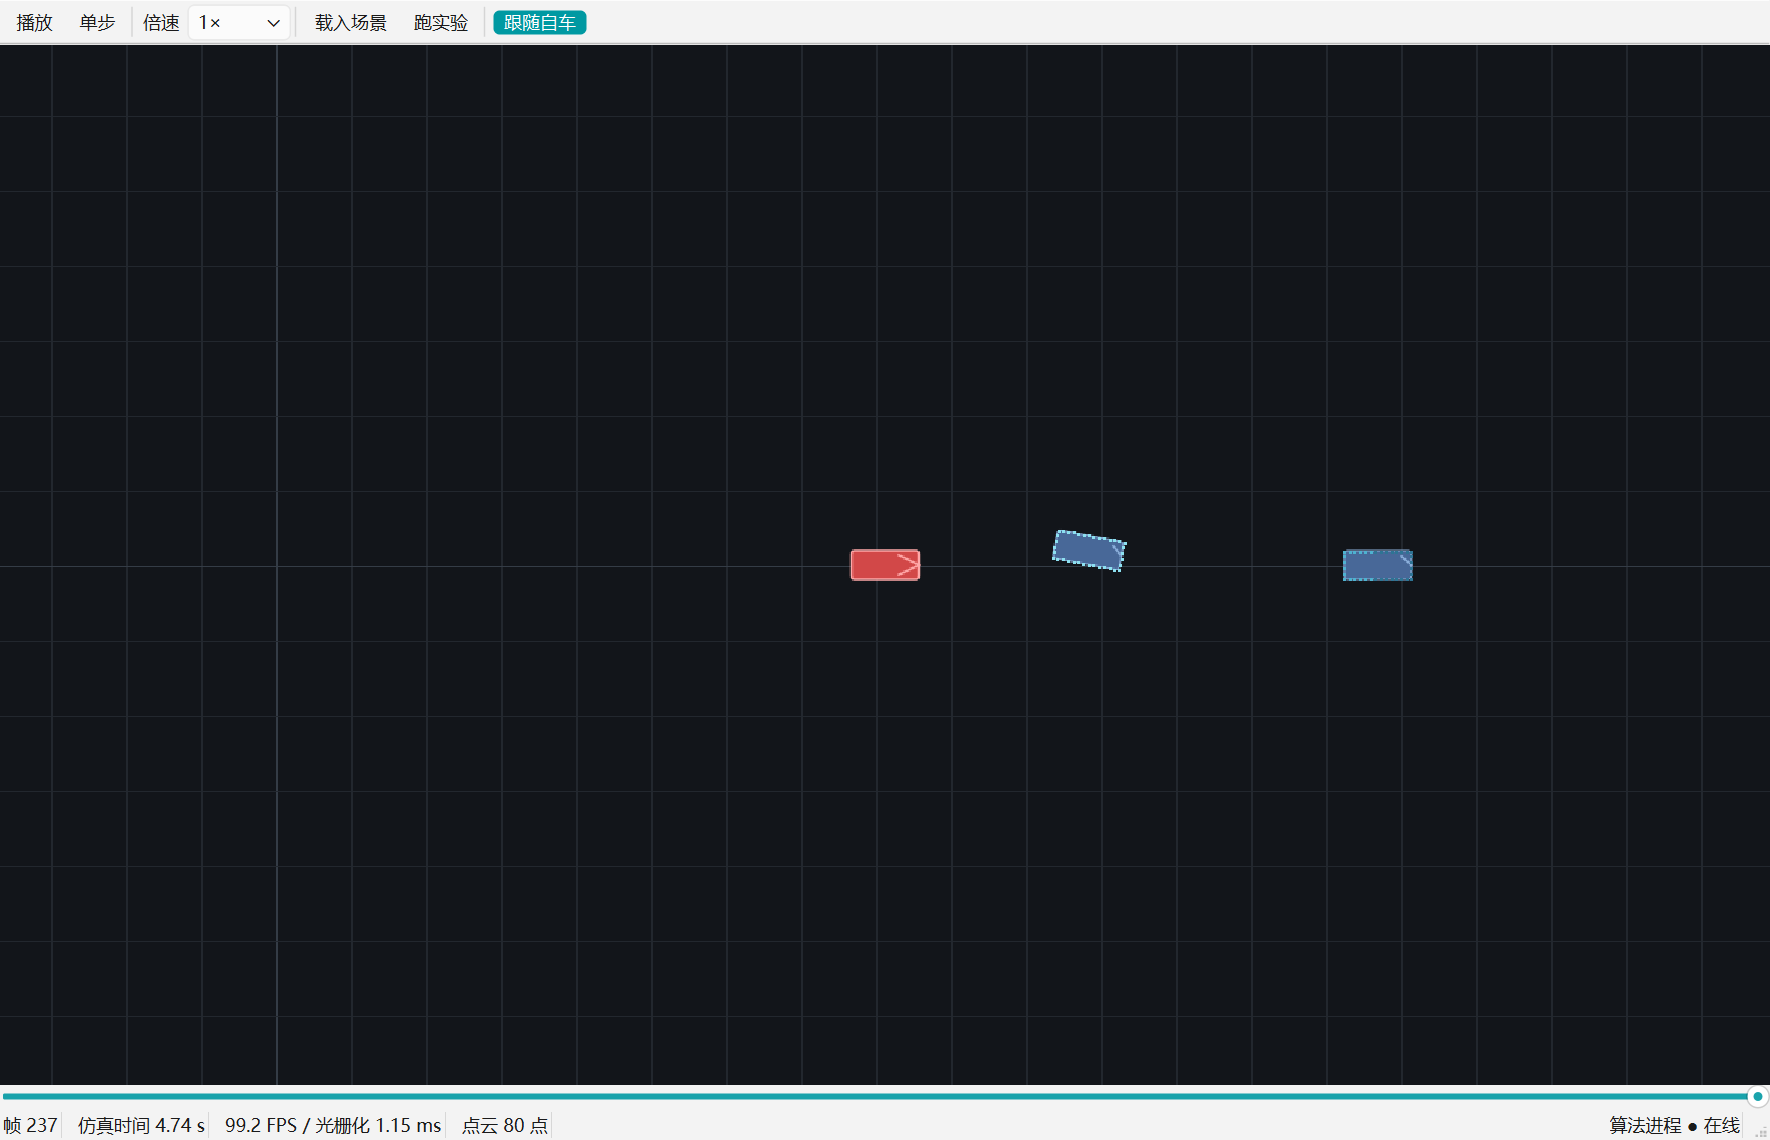 播放 单步 倍速 1× 载入场景 跑实验 跟随自车
帧 237 仿真时间 4.74 s 99.2 FPS / 光栅化 1.15 ms 点云 80 点 算法进程 ● 在线